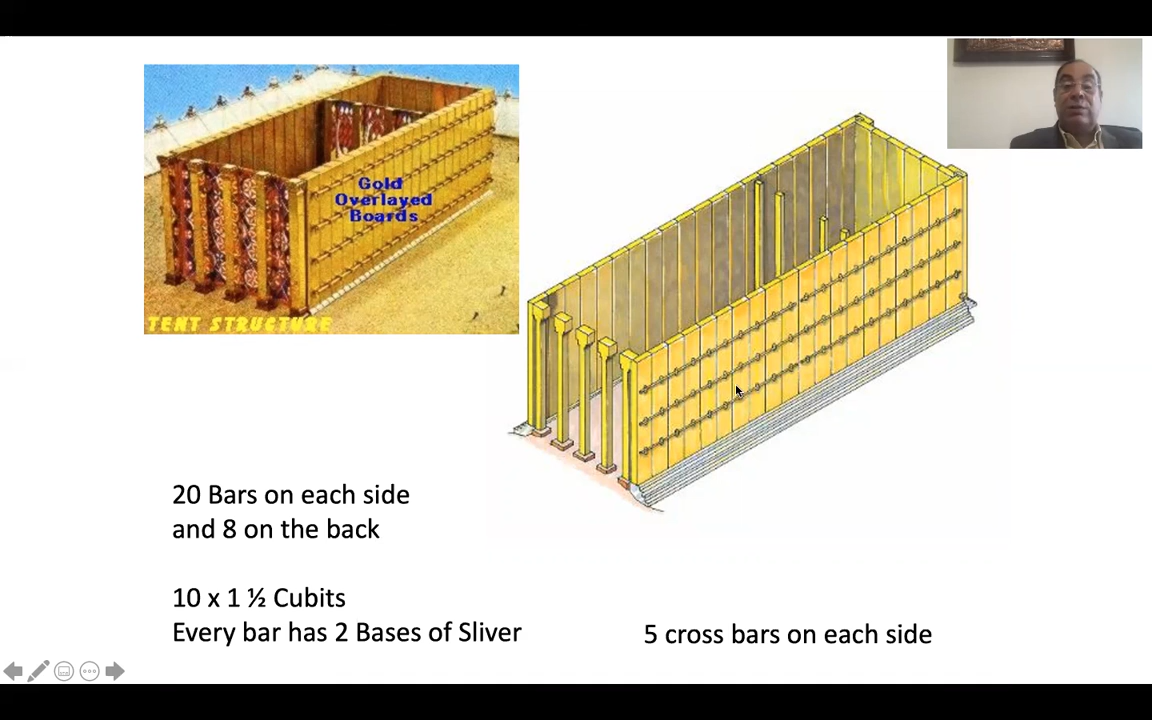 Gold
Overlayed
Boards
TENT STRUCTURE
20 Bars on each side
and 8 on the back
10 x 1 ½ Cubits
Every bar has 2 Bases of Sliver
5 cross bars on each side